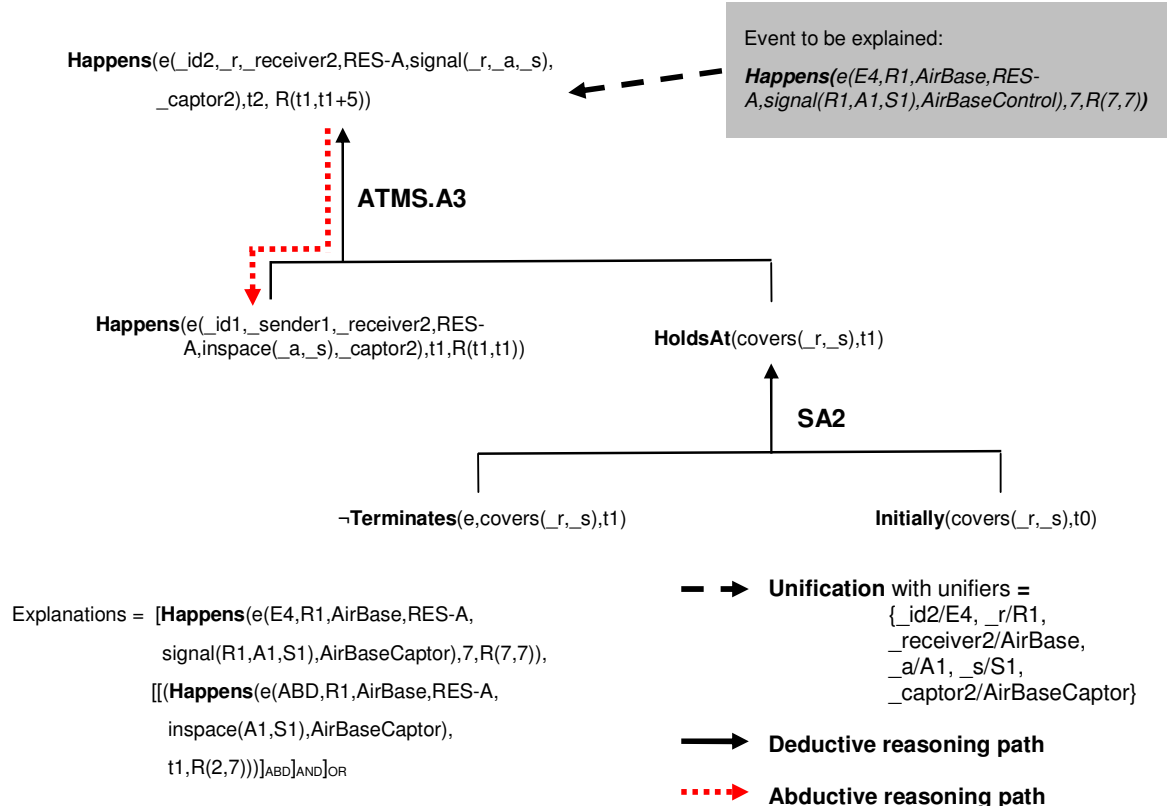 Happens(e(_id2,_r,_receiver2,RES-A,signal(_r,_a,_s),
_captor2),t2, R(t1,t1+5))
Event to be explained:
Happens(e(E4,R1,AirBase,RES-
A,signal(R1,A1,S1),AirBaseControl),7,R(7,7))
ATMS.A3
Happens(e(_id1,_sender1,_receiver2,RES-
A,inspace(_a,_s),_captor2),t1,R(t1,t1))
HoldsAt(covers(_r,_s),t1)
SA2
¬Terminates(e,covers(_r,_s),t1)
Initially(covers(_r,_s),t0)
Explanations = [Happens(e(E4,R1,AirBase,RES-A,
signal(R1,A1,S1),AirBaseCaptor),7,R(7,7)),
[[(Happens(e(ABD,R1,AirBase,RES-A,
inspace(A1,S1),AirBaseCaptor),
t1,R(2,7)))]ABD]AND]OR
Unification with unifiers =
{_id2/E4, _r/R1,
_receiver2/AirBase,
_a/A1, _s/S1,
_captor2/AirBaseCaptor}
Deductive reasoning path
Abductive reasoning path